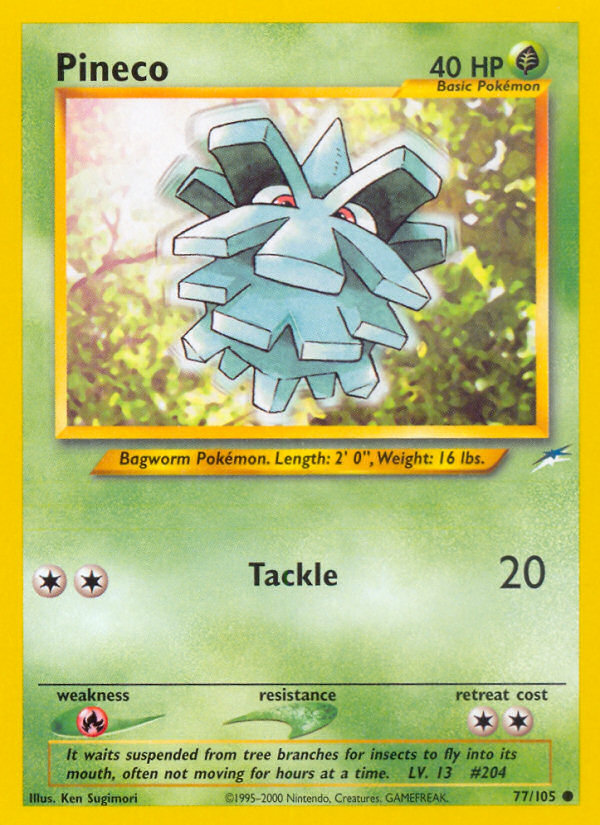 Pineco
40 HP
Basic Pokémon
Bagworm Pokémon. Length: 2' 0", Weight: 16 lbs.
Tackle 20
weakness resistance retreat cost
It waits suspended from tree branches for insects to fly into its
mouth, often not moving for hours at a time. LV. 13 #204
Illus. Ken Sugimori ©1995–2000 Nintendo, Creatures, GAMEFREAK. 77/105